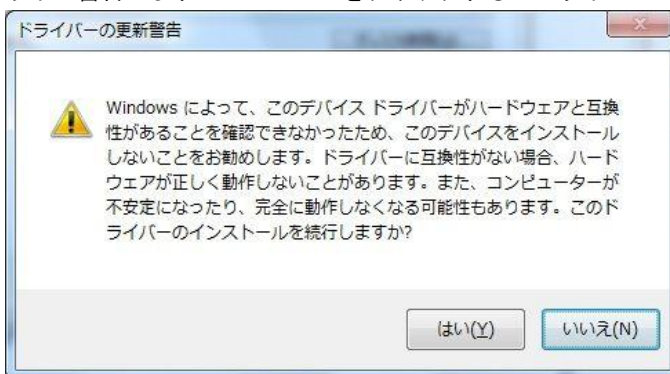 ドライバーの更新警告
Windows によって、このデバイス ドライバーがハードウェアと互換
性があることを確認できなかったため、このデバイスをインストール
しないことをお勧めします。ドライバーに互換性がない場合、ハード
ウェアが正しく動作しないことがあります。また、コンピューターが
不安定になったり、完全に動作しなくなる可能性もあります。このド
ライバーのインストールを続行しますか?
はい(Y)
いいえ(N)